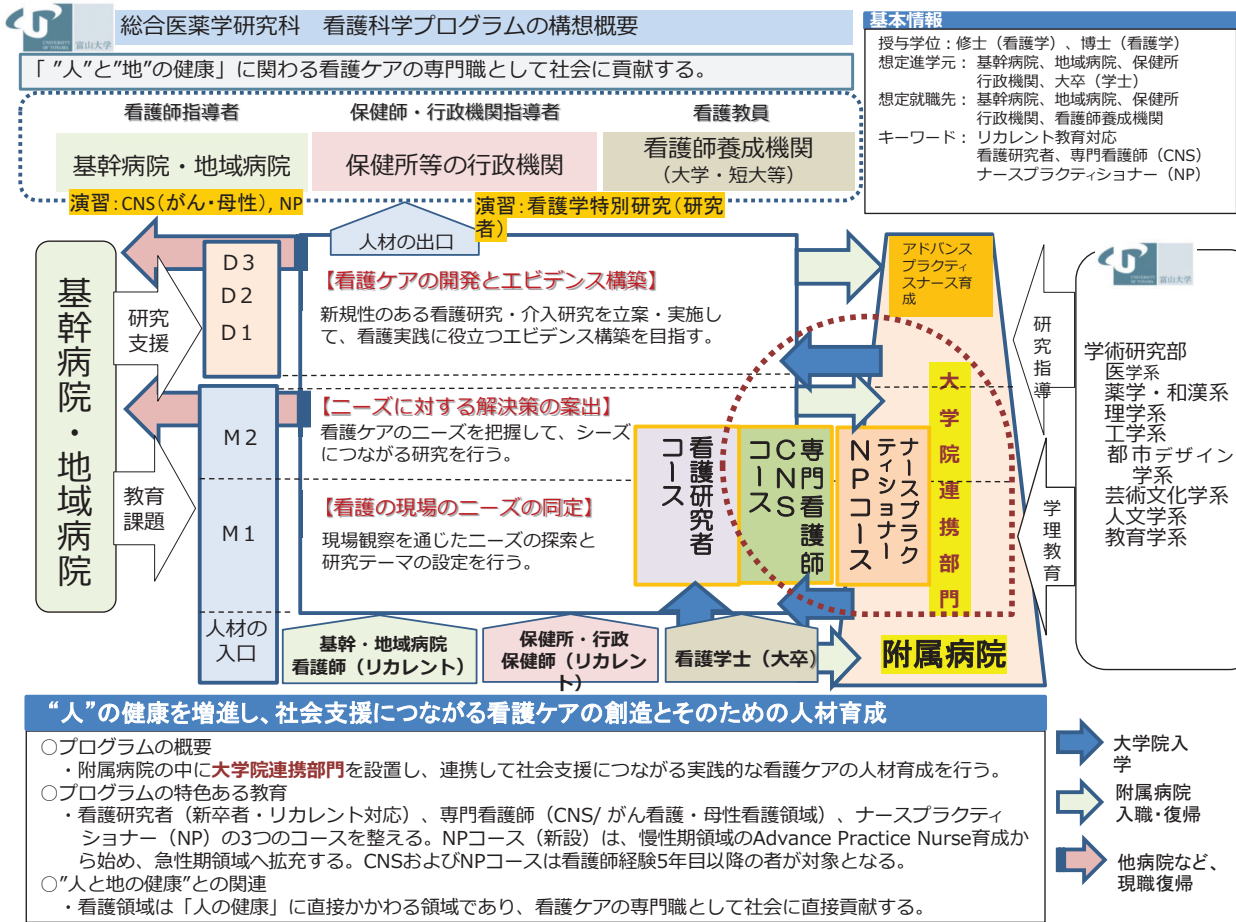 UNIVERSITY OF TOYAMA 富山大学
総合医薬学研究科　看護科学プログラムの構想概要
「 ”人”と”地”の健康」に関わる看護ケアの専門職として社会に貢献する。
基本情報
授与学位：修士（看護学）、博士（看護学）
想定進学元： 基幹病院、地域病院、保健所
行政機関、大卒（学士）
想定就職先： 基幹病院、地域病院、保健所
行政機関、看護師養成機関
キーワード： リカレント教育対応
看護研究者、専門看護師（CNS）
ナースプラクティショナー（NP）
看護師指導者
保健師・行政機関指導者
看護教員
基幹病院・地域病院
保健所等の行政機関
看護師養成機関
（大学・短大等）
演習：CNS（がん・母性）, NP
演習：看護学特別研究（研究
者）
人材の出口
基幹病院・地域病院
研究
支援
教育
課題
D3
D2
D1
M2
M1
人材の
入口
【看護ケアの開発とエビデンス構築】
新規性のある看護研究・介入研究を立案・実施し
て、看護実践に役立つエビデンス構築を目指す。
【ニーズに対する解決策の案出】
看護ケアのニーズを把握して、シーズ
につながる研究を行う。
【看護の現場のニーズの同定】
現場観察を通じたニーズの探索と
研究テーマの設定を行う。
看護研究者
コース
専門看護師
CNS
コース
ナースプラク
ティショナー
NPコース
大学院連携部門
アドバンス
プラクティ
スナース育
成
附属病院
研究指導
学理教育
富山大学
学術研究部
医学系
薬学・和漢系
理学系
工学系
都市デザイン
学系
芸術文化学系
人文学系
教育学系
基幹・地域病院
看護師（リカレント）
保健所・行政
保健師（リカレン
ト）
看護学士（大卒）
“人”の健康を増進し、社会支援につながる看護ケアの創造とそのための人材育成
○プログラムの概要
・附属病院の中に大学院連携部門を設置し、連携して社会支援につながる実践的な看護ケアの人材育成を行う。
○プログラムの特色ある教育
・看護研究者（新卒者・リカレント対応）、専門看護師（CNS/ がん看護・母性看護領域）、ナースプラクティ
ショナー（NP）の3つのコースを整える。NPコース（新設）は、慢性期領域のAdvance Practice Nurse育成か
ら始め、急性期領域へ拡充する。CNSおよびNPコースは看護師経験5年目以降の者が対象となる。
○”人と地の健康”との関連
・看護領域は「人の健康」に直接かかわる領域であり、看護ケアの専門職として社会に直接貢献する。
大学院入
学
附属病院
入職・復帰
他病院など、
現職復帰